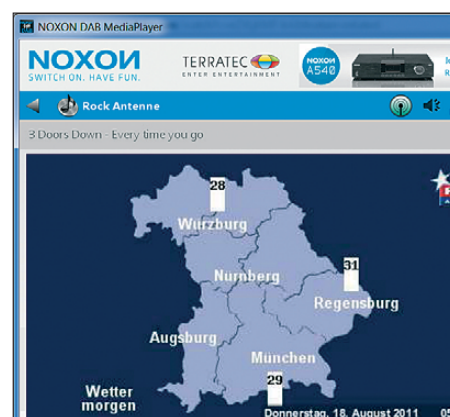 NOXON DAB MediaPlayer
NOXON
SWITCH ON. HAVE FUN.
TERRATEC
ENTER ENTERTAINMENT
NOXON
A540
Rock Antenne
3 Doors Down - Every time you go
28
Würzburg
Nürnberg
31
Regensburg
Augsburg
München
29
Wetter
morgen
Donnerstag, 18. August 2011